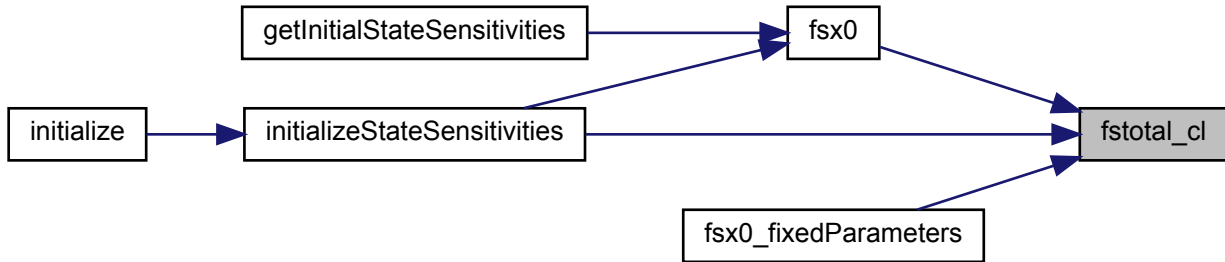 getInitialStateSensitivities
fsx0
initialize
initializeStateSensitivities
fstotal_cl
fsx0_fixedParameters